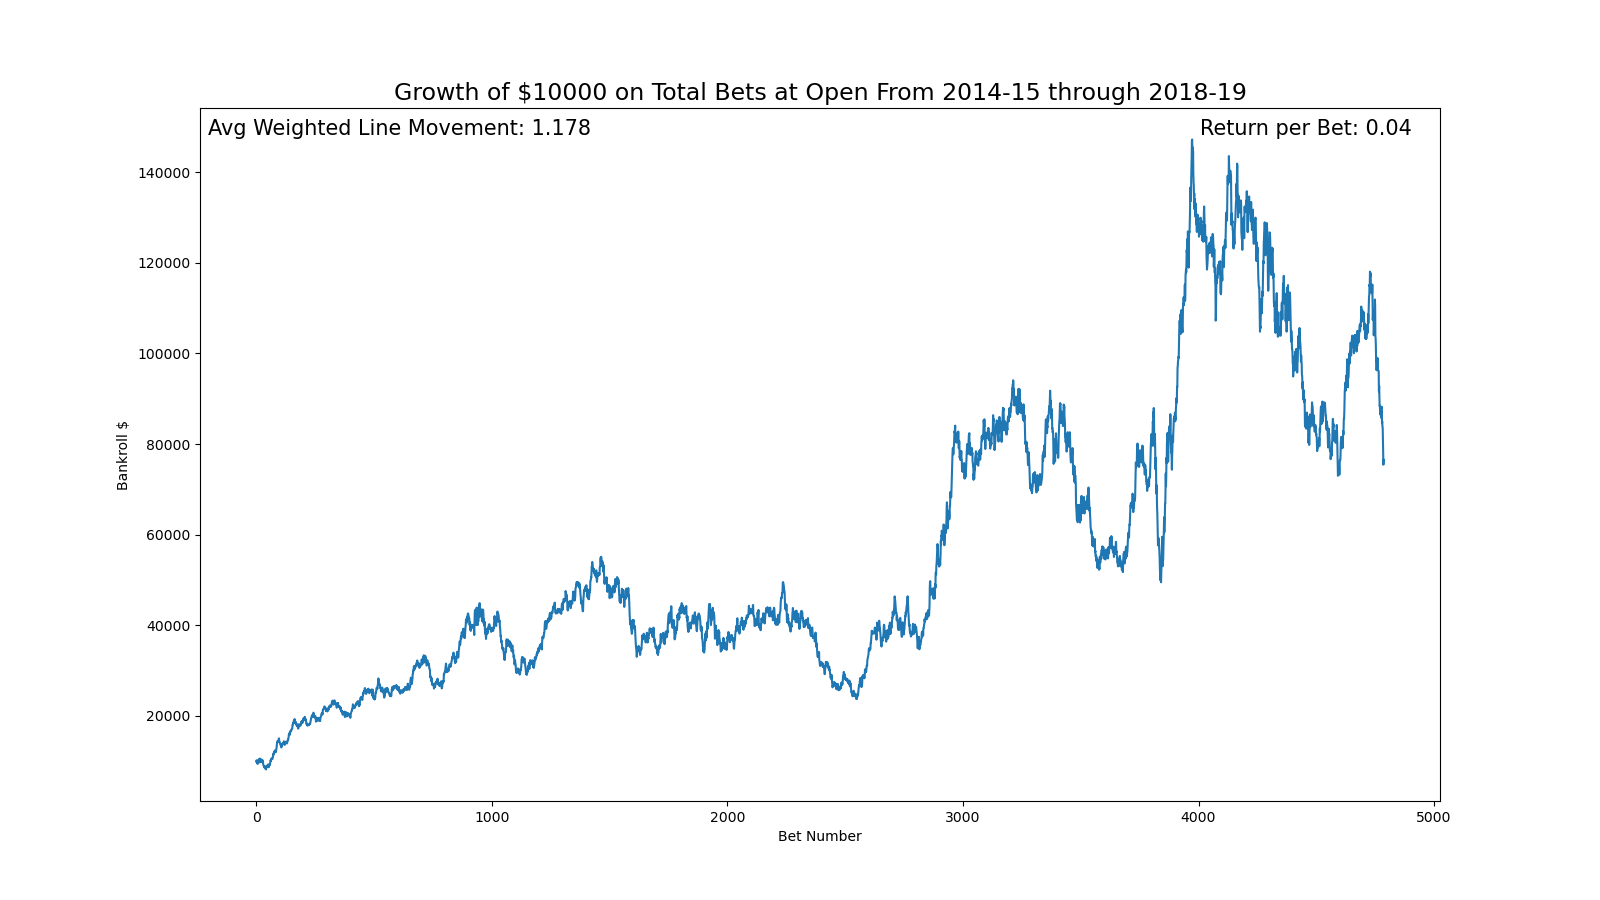 Growth of $10000 on Total Bets at Open From 2014-15 through 2018-19
Avg Weighted Line Movement: 1.178
Return per Bet: 0.04
140000
120000
100000
80000
60000
40000
20000
Bankroll $
0
1000
2000
3000
4000
5000
Bet Number